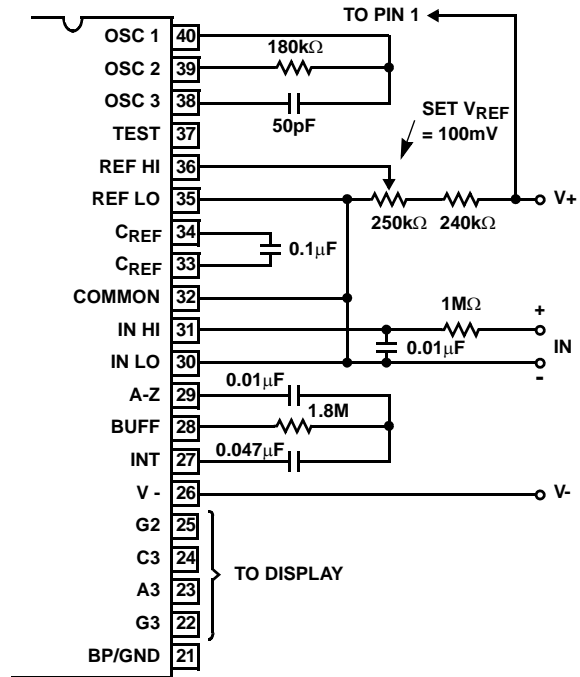 TO PIN 1
OSC 1 40
180kΩ
OSC 2 39
OSC 3 38
50pF
SET VREF
= 100mV
TEST 37
REF HI 36
REF LO 35
V+
250kΩ 240kΩ
CREF 34
0.1µF
CREF 33
COMMON 32
1MΩ
IN HI 31
+
0.01µF
IN
IN LO 30
-
0.01µF
A-Z 29
1.8M
BUFF 28
0.047µF
INT 27
V - 26
V-
G2 25
C3 24
TO DISPLAY
A3 23
G3 22
BP/GND 21